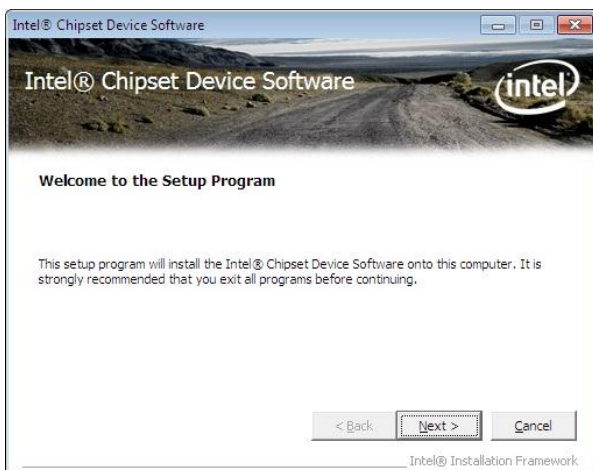 Intel® Chipset Device Software
Intel® Chipset Device Software
intel
Welcome to the Setup Program
This setup program will install the Intel® Chipset Device Software onto this computer. It is
strongly recommended that you exit all programs before continuing.
< Back
Next >
Cancel
Intel® Installation Framework